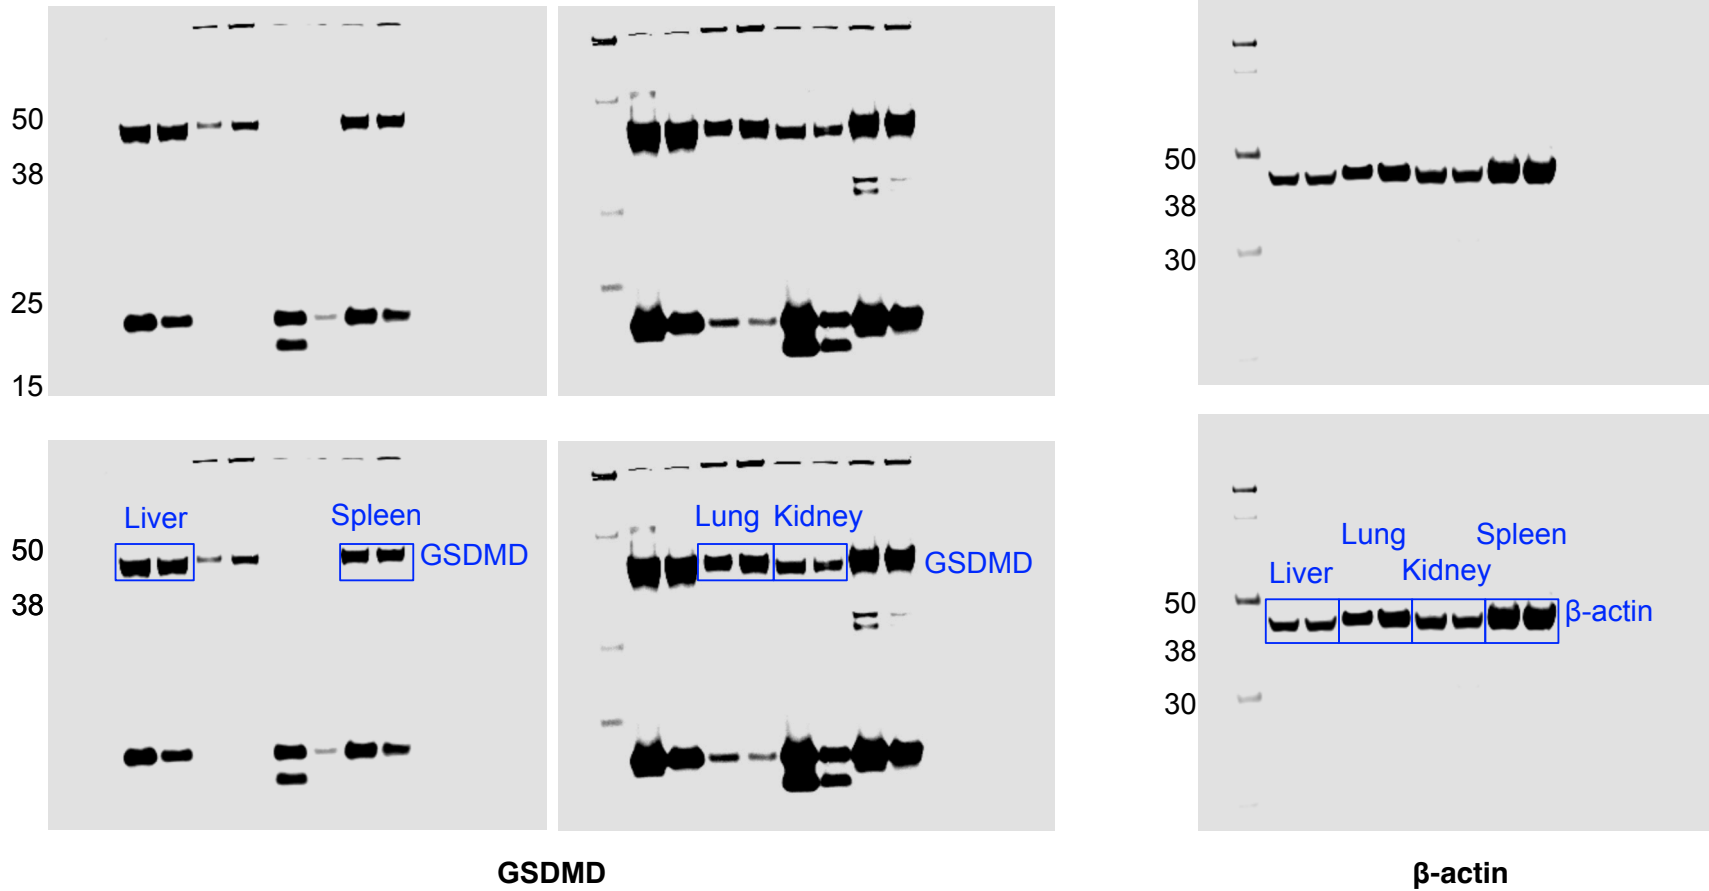 50
38
25
15
50
38
30
Liver
Spleen
GSDMD
50
38
Lung Kidney
GSDMD
Lung
Spleen
Liver
Kidney
β-actin
50
38
30
GSDMD
β-actin